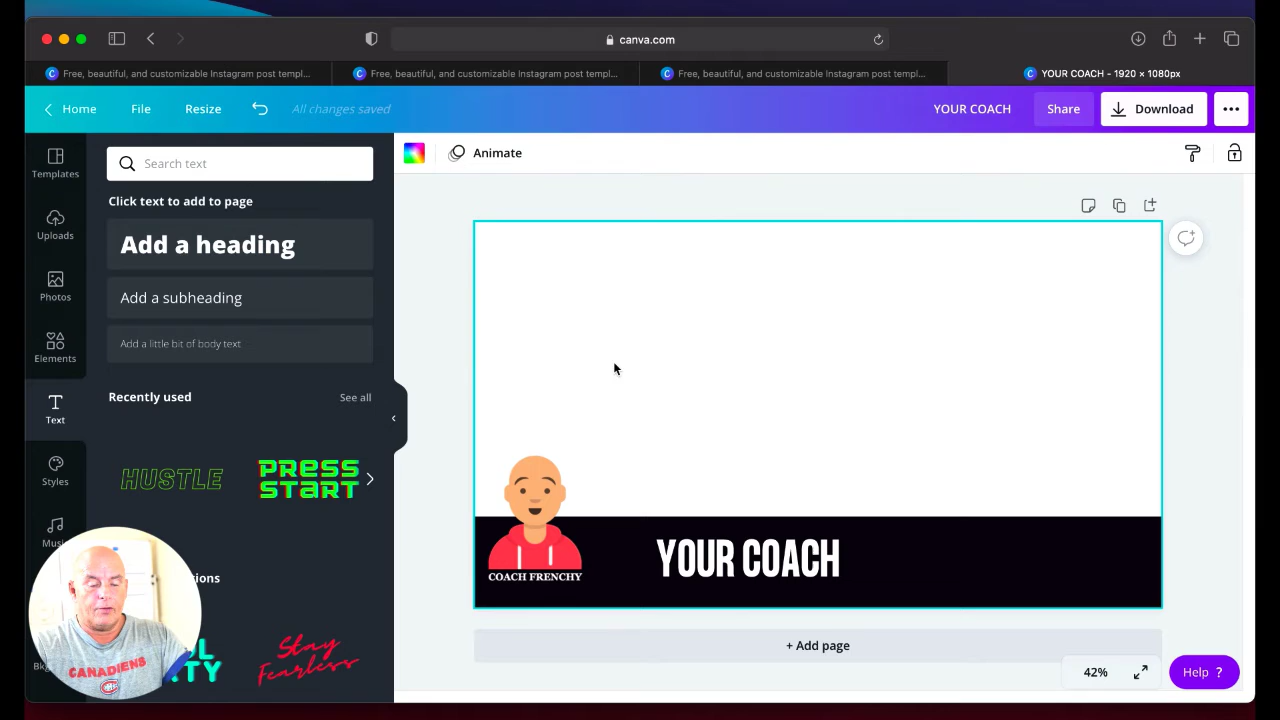 canva.com
Free, beautiful, and customizable Instagram post templ...
Free, beautiful, and customizable Instagram post templ...
Free, beautiful, and customizable Instagram post templ...
YOUR COACH - 1920 × 1080px
Home
File
Resize
All changes saved
YOUR COACH
Share
Download
Templates
Uploads
Photos
Elements
Text
Styles
Search text
Click text to add to page
Add a heading
Add a subheading
Add a little bit of body text
Recently used
See all
HUSTLE
PRESS
START
Stay
Fearless
CANADIENS
Animate
COACH FRENCHY
YOUR COACH
+ Add page
42%
Help ?